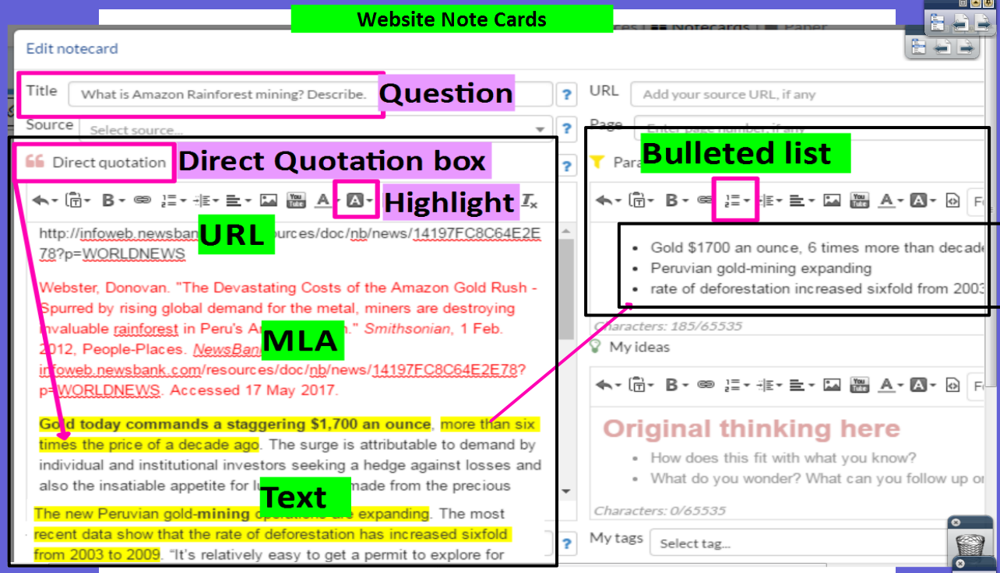 Website Note Cards
Notecards Paper
Edit notecard
Title What is Amazon Rainforest mining? Describe. Question ?
URL Add your source URL, if any
Source Select source... ?
Page Enter page number, if any
Direct quotation Direct Quotation box ?
Bulleted list
Highlight
http://infoweb.newsban URL ources/doc/nb/news/14197FC8C64E2E
78?p=WORLDNEWS
Webster, Donovan. "The Devastating Costs of the Amazon Gold Rush -
Spurred by rising global demand for the metal, miners are destroying
invaluable rainforest in Peru's
." Smithsonian, 1 Feb.
MLA
2012, People-Places. NewsBan
infoweb.newsbank.com/resources/doc/nb/news/14197FC8C64E2E78?
p=WORLDNEWS. Accessed 17 May 2017.
Gold today commands a staggering $1,700 an ounce, more than six
times the price of a decade ago. The surge is attributable to demand by
individual and institutional investors seeking a hedge against losses and
also the insatiable appetite for made from the precious
Text
The new Peruvian gold-mining operations are expanding. The most
recent data show that the rate of deforestation has increased sixfold
from 2003 to 2009. "It's relatively easy to get a permit to explore for
• Gold $1700 an ounce, 6 times more than decade
• Peruvian gold-mining expanding
• rate of deforestation increased sixfold from 2003
Characters: 185/65535
My ideas
Original thinking here
• How does this fit with what you know?
• What do you wonder? What can you follow up
Characters: 0/65535
? My tags Select tag...